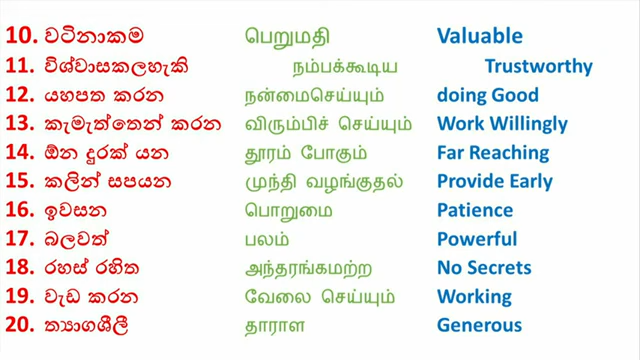 10. වටිනාකම பெறுமதி Valuable
11. විශ්වාසකලහැකි நம்பக்கூடிய Trustworthy
12. යහපත කරන நன்மைசெய்யும் doing Good
13. කැමැත්තෙන් කරන விரும்பிச் செய்யும் Work Willingly
14. ඕන දුරක් යන தூரம் போகும் Far Reaching
15. කලින් සපයන முந்தி வழங்குதல் Provide Early
16. ඉවසන பொறுமை Patience
17. බලවත් பலம் Powerful
18. රහස් රහිත அந்தரங்கமற்ற No Secrets
19. වැඩ කරන வேலை செய்யும் Working
20. ත්‍යාගශීලී தாராள Generous